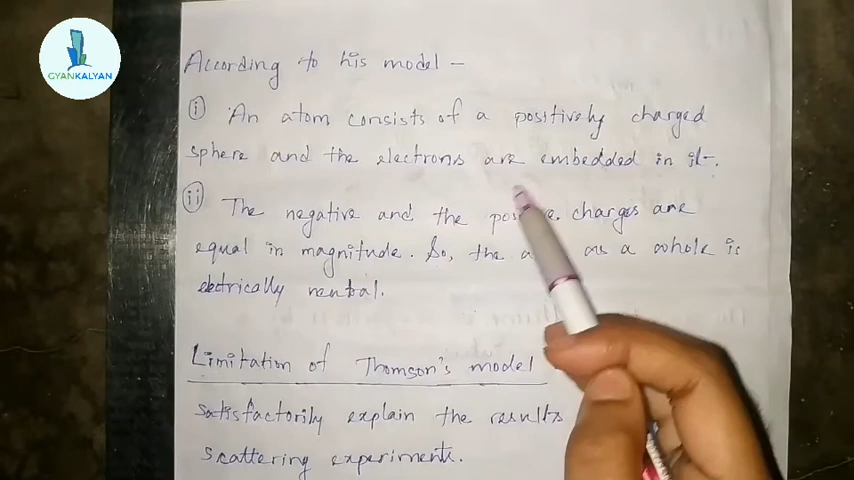 GYANKALYAN
According to his model –
(i) An atom consists of a positively charged
sphere and the electrons are embedded in it.
(ii) The negative and the charges are
equal in magnitude. So, the as a whole is
electrically neutral.
Limitation of Thomson's model
satisfactorily explain the results
scattering experiments.